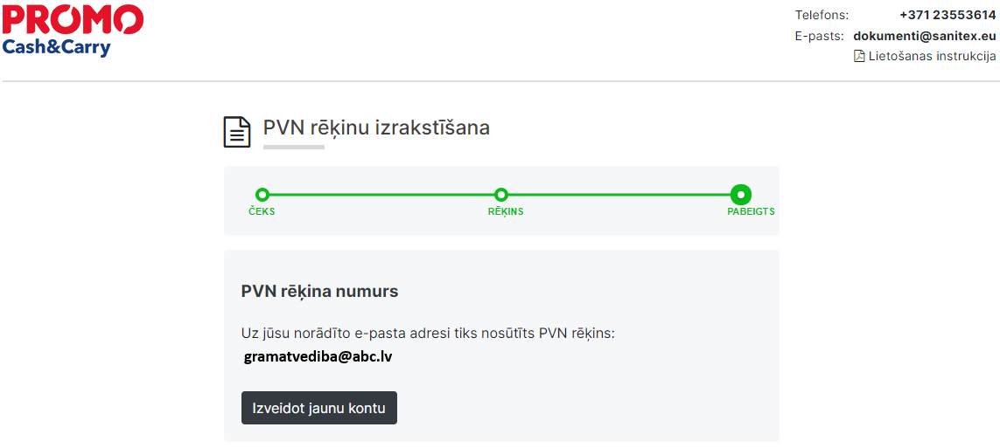 PROMO
Cash&Carry
Telefons: +371 23553614
E-pasts: dokumenti@sanitex.eu
Lietošanas instrukcija
PVN rēķinu izrakstīšana
ČEKS RĒĶINS PABEIGTS
PVN rēķina numurs
Uz jūsu norādīto e-pasta adresi tiks nosūtīts PVN rēķins:
gramatvediba@abc.lv
Izveidot jaunu kontu